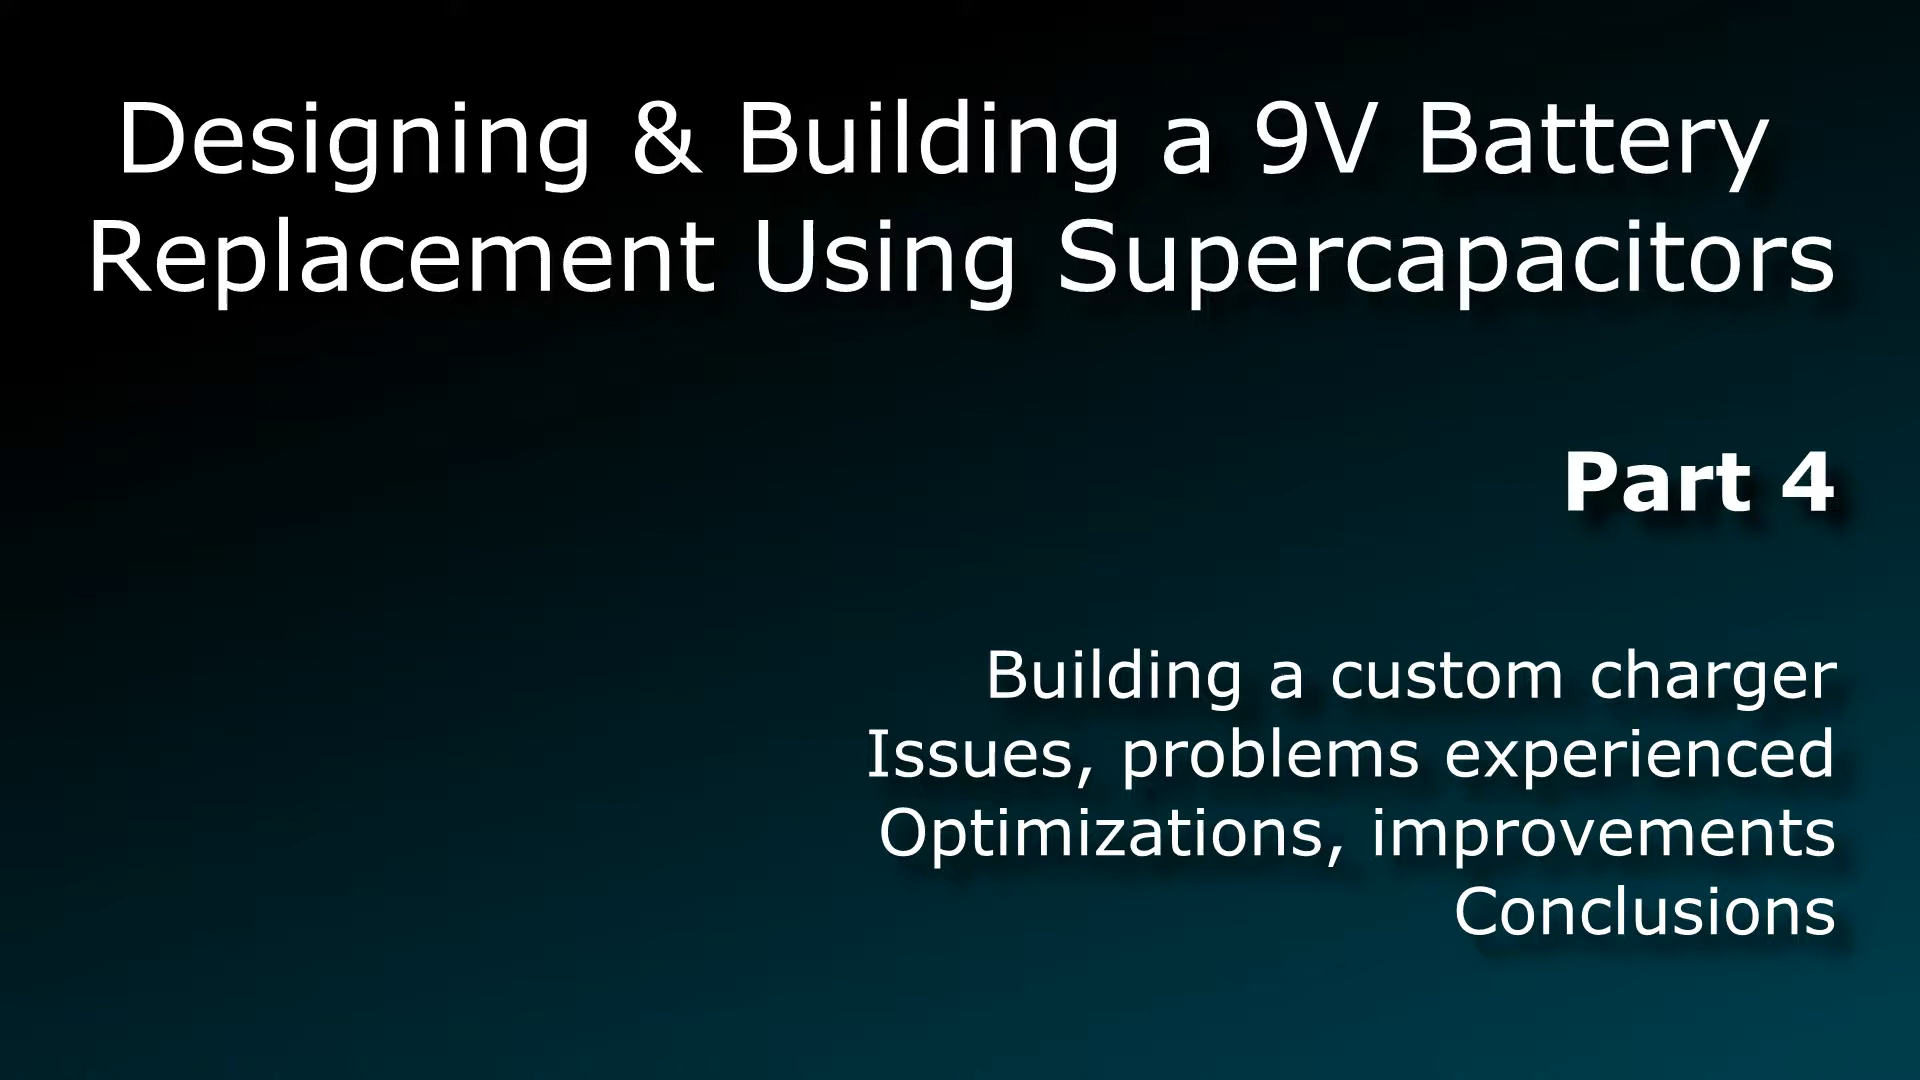 Designing & Building a 9V Battery
Replacement Using Supercapacitors
Part 4
Building a custom charger
Issues, problems experienced
Optimizations, improvements
Conclusions